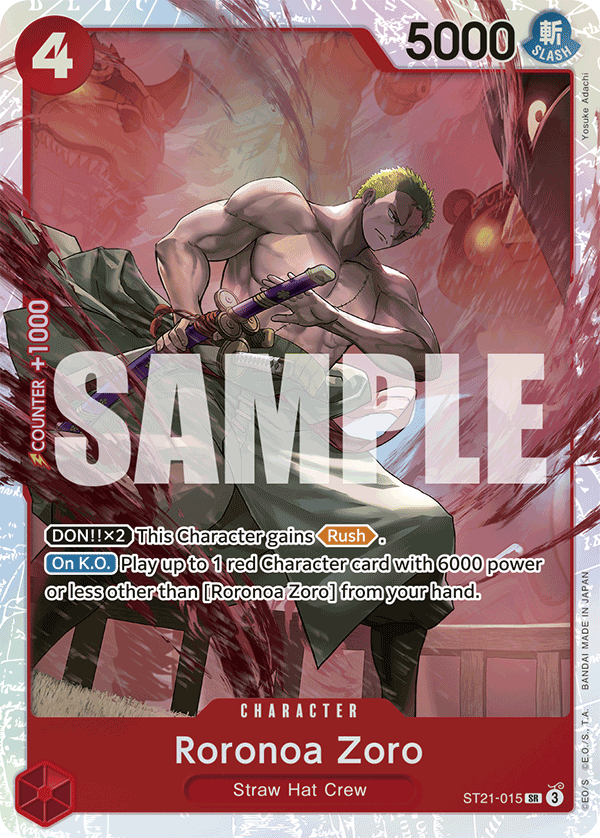 4
5000
斬
SLASH
Yosuke Adachi
COUNTER +1000
SAMPLE
DON!!×2 This Character gains Rush.
On K.O. Play up to 1 red Character card with 6000 power
or less other than [Roronoa Zoro] from your hand.
CHARACTER
Roronoa Zoro
Straw Hat Crew
ST21-015 SR 3
©E.O/S ©E.O./S., T.A. BANDAI MADE IN JAPAN